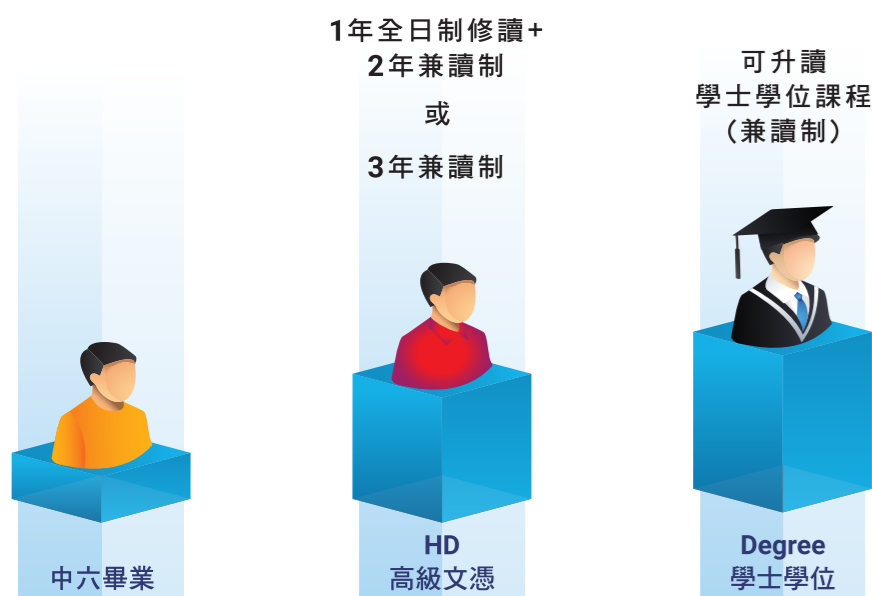 1年全日制修讀+
2年兼讀制
或
3年兼讀制
可升讀
學士學位課程
（兼讀制）
中六畢業
HD
高級文憑
Degree
學士學位